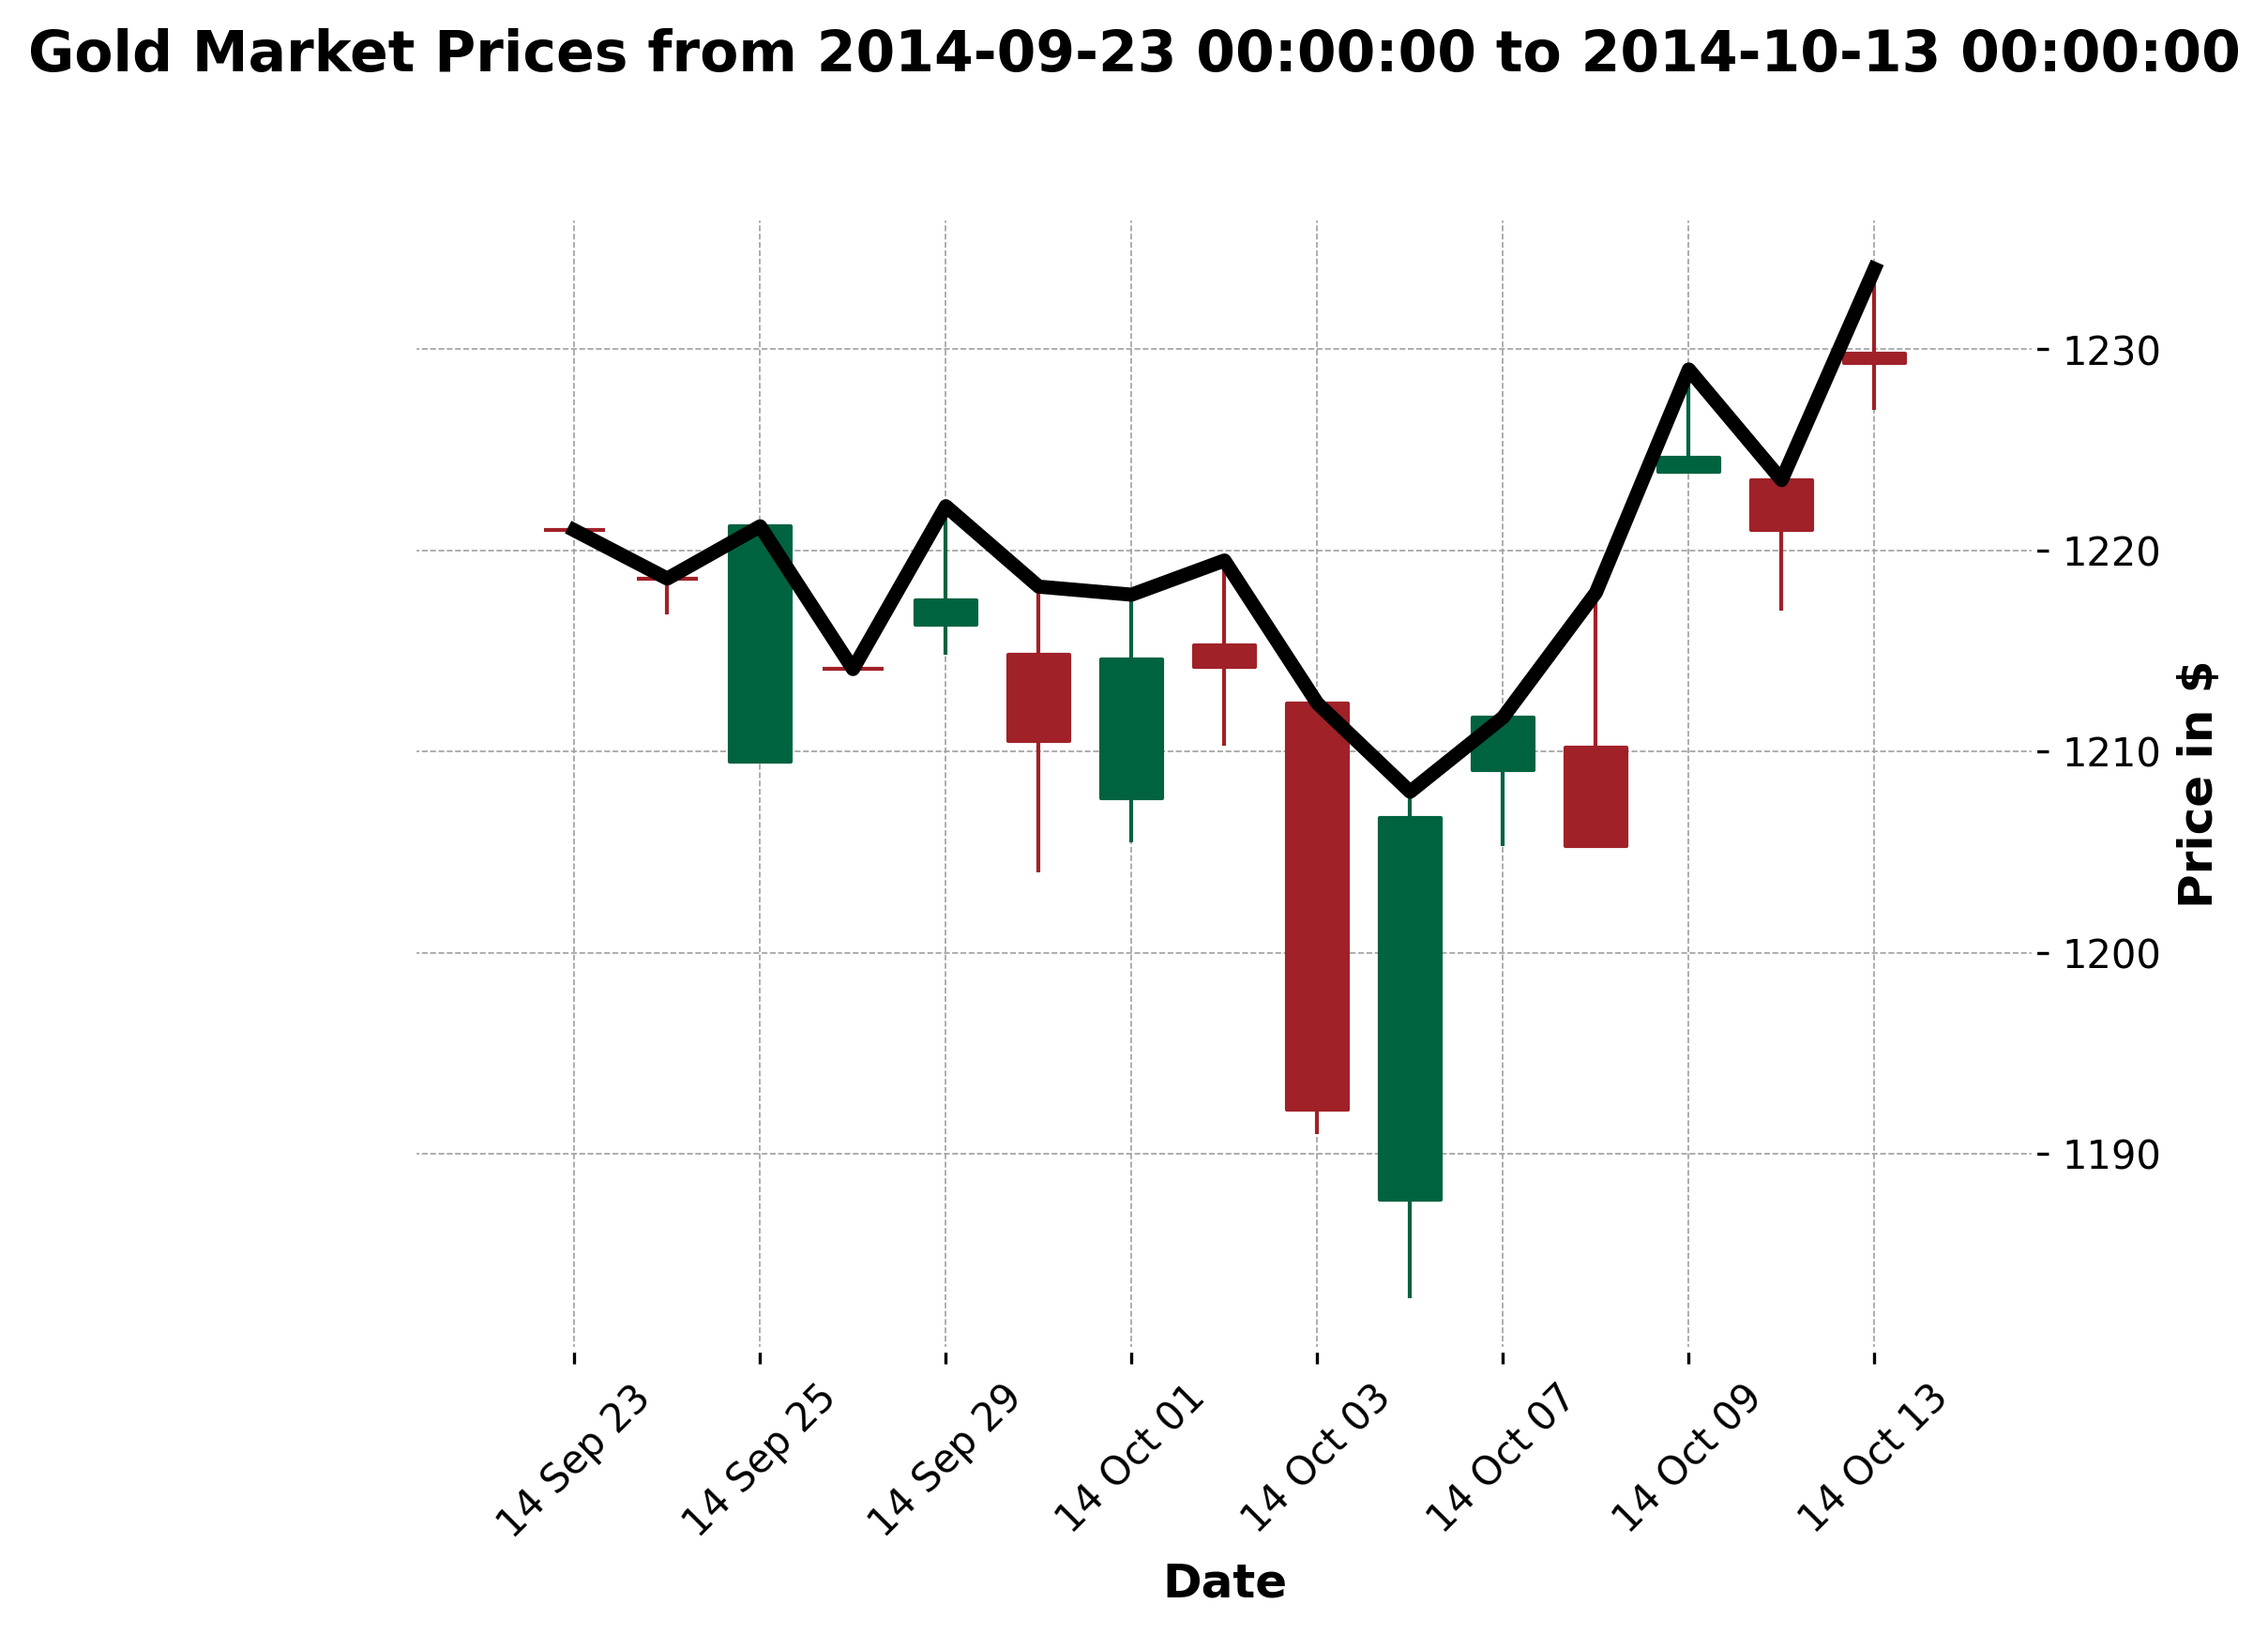 Gold Market Prices from 2014-09-23 00:00:00 to 2014-10-13 00:00:00
1230
1220
1210
1200
1190
Price in $
14 Sep 23
14 Sep 25
14 Sep 29
14 Oct 01
14 Oct 03
14 Oct 07
14 Oct 09
14 Oct 13
Date